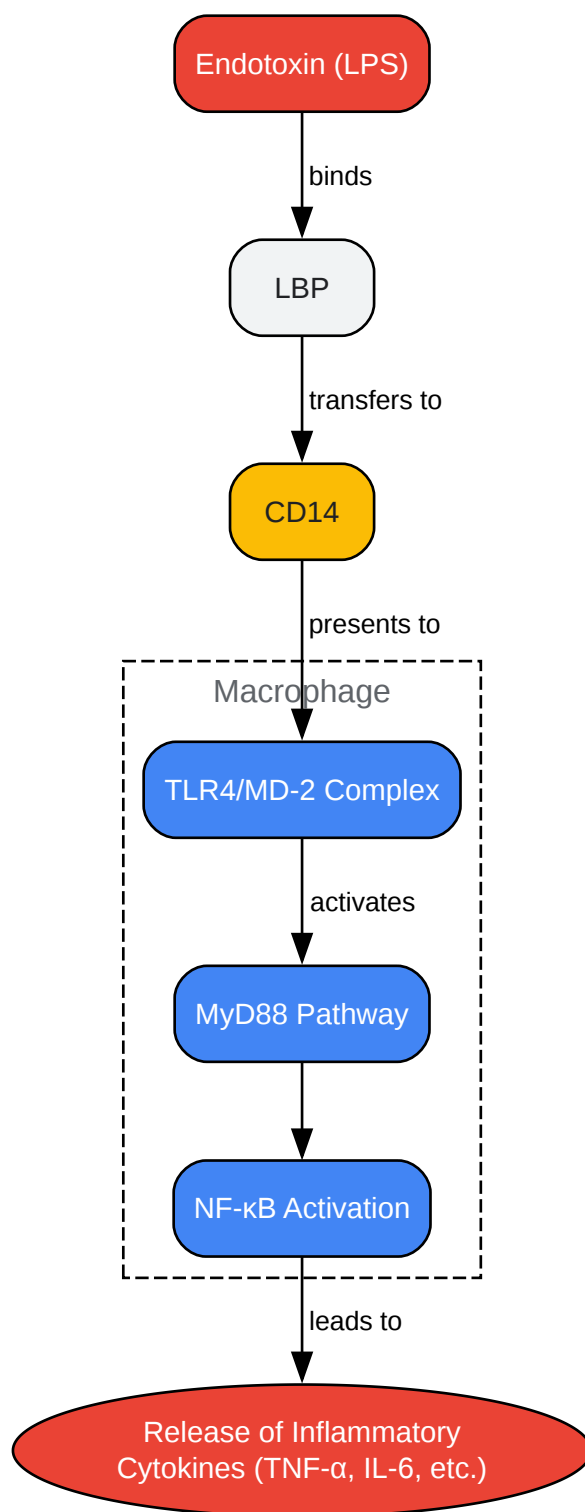 Endotoxin (LPS)
binds
LBP
transfers to
CD14
presents to
Macrophage
TLR4/MD-2 Complex
activates
MyD88 Pathway
NF-κB Activation
leads to
Release of Inflammatory
Cytokines (TNF-α, IL-6, etc.)